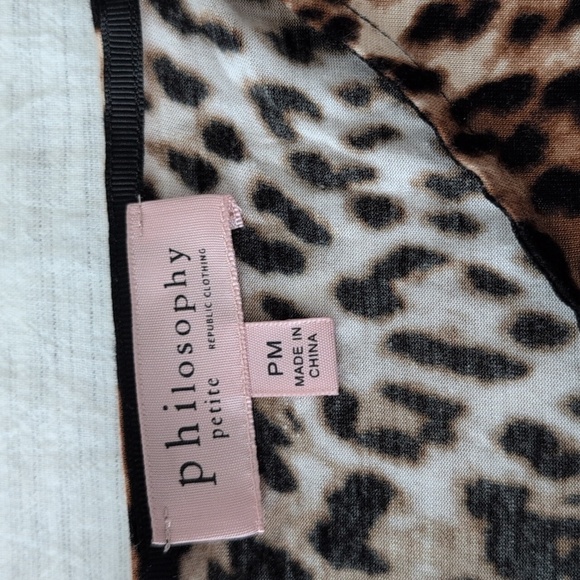 philosophy
petite REPUBLIC CLOTHING
PM
MADE IN
CHINA